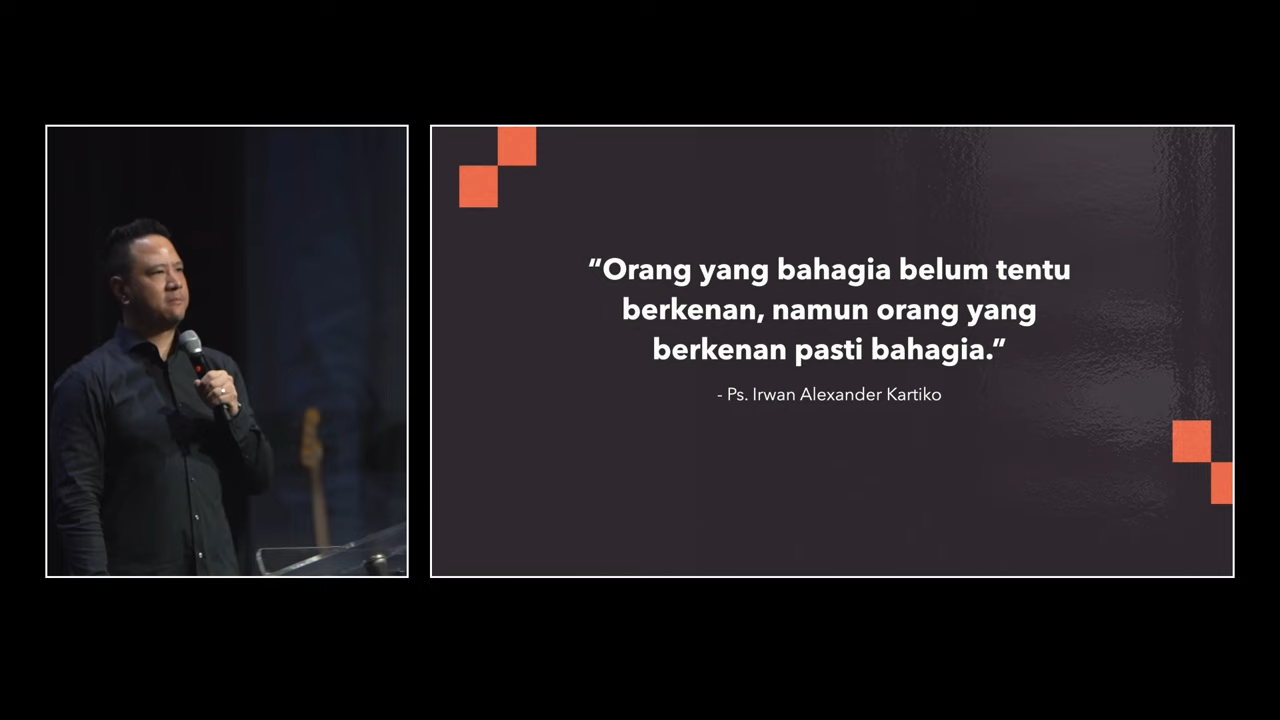 “Orang yang bahagia belum tentu
berkenan, namun orang yang
berkenan pasti bahagia.”
- Ps. Irwan Alexander Kartiko